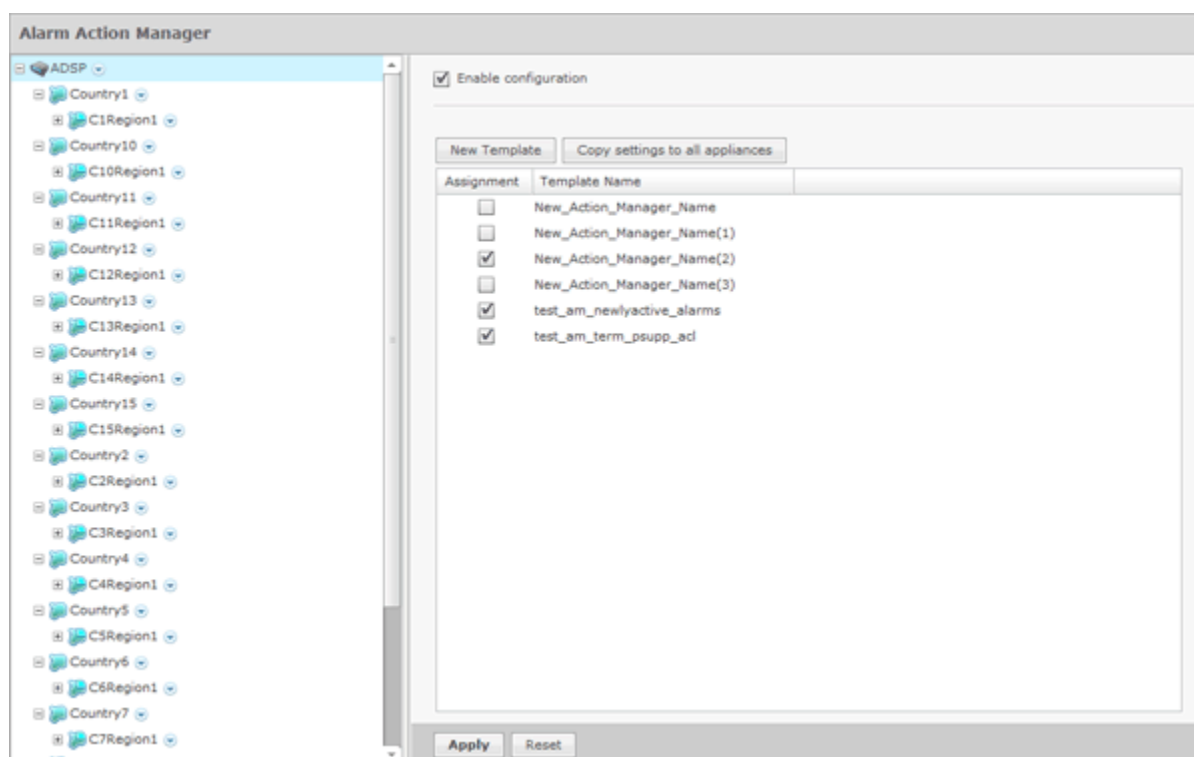 Alarm Action Manager
ADSP
Country1
C1Region1
Country10
C10Region1
Country11
C11Region1
Country12
C12Region1
Country13
C13Region1
Country14
C14Region1
Country15
C15Region1
Country2
C2Region1
Country3
C3Region1
Country4
C4Region1
Country5
C5Region1
Country6
C6Region1
Country7
C7Region1
Enable configuration
New Template
Copy settings to all appliances
Assignment Template Name
New_Action_Manager_Name
New_Action_Manager_Name(1)
New_Action_Manager_Name(2)
New_Action_Manager_Name(3)
test_am_newlyactive_alarms
test_am_term_psupp_acl
Apply Reset